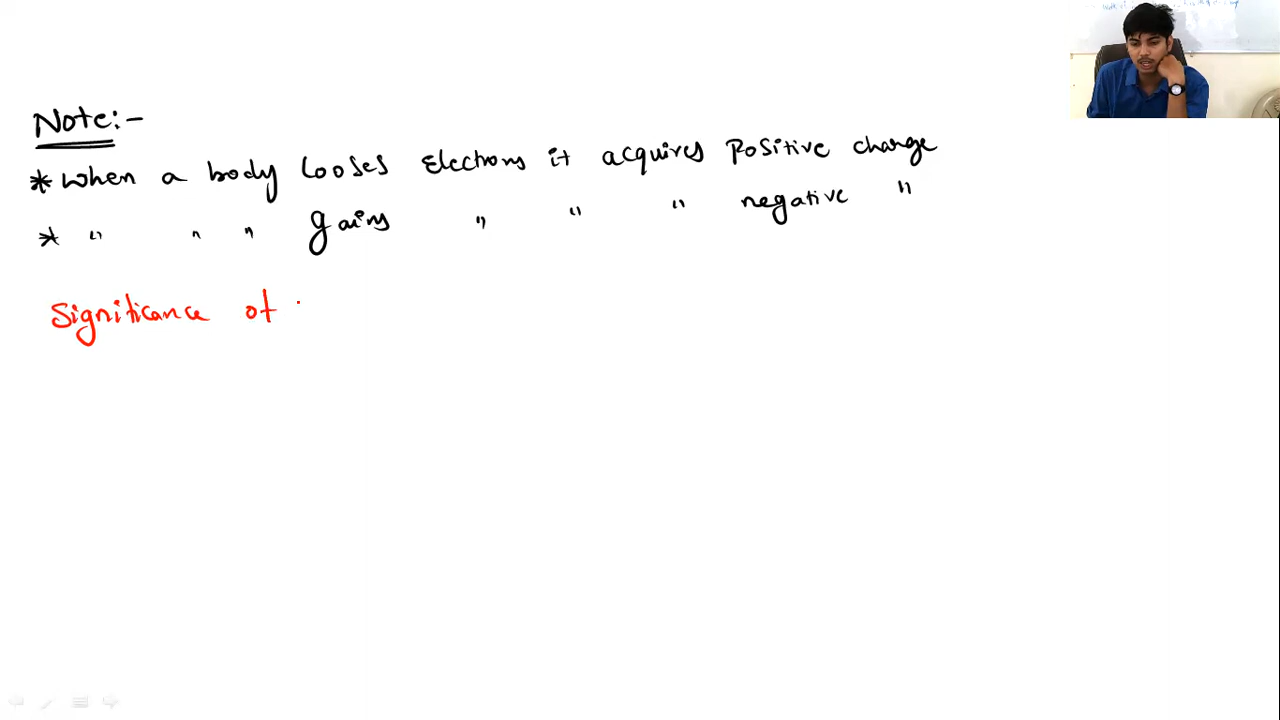 Note:-
* When a body Looses Electrons it acquires Positive charge
* " " " gains " " " negative "
Significance of